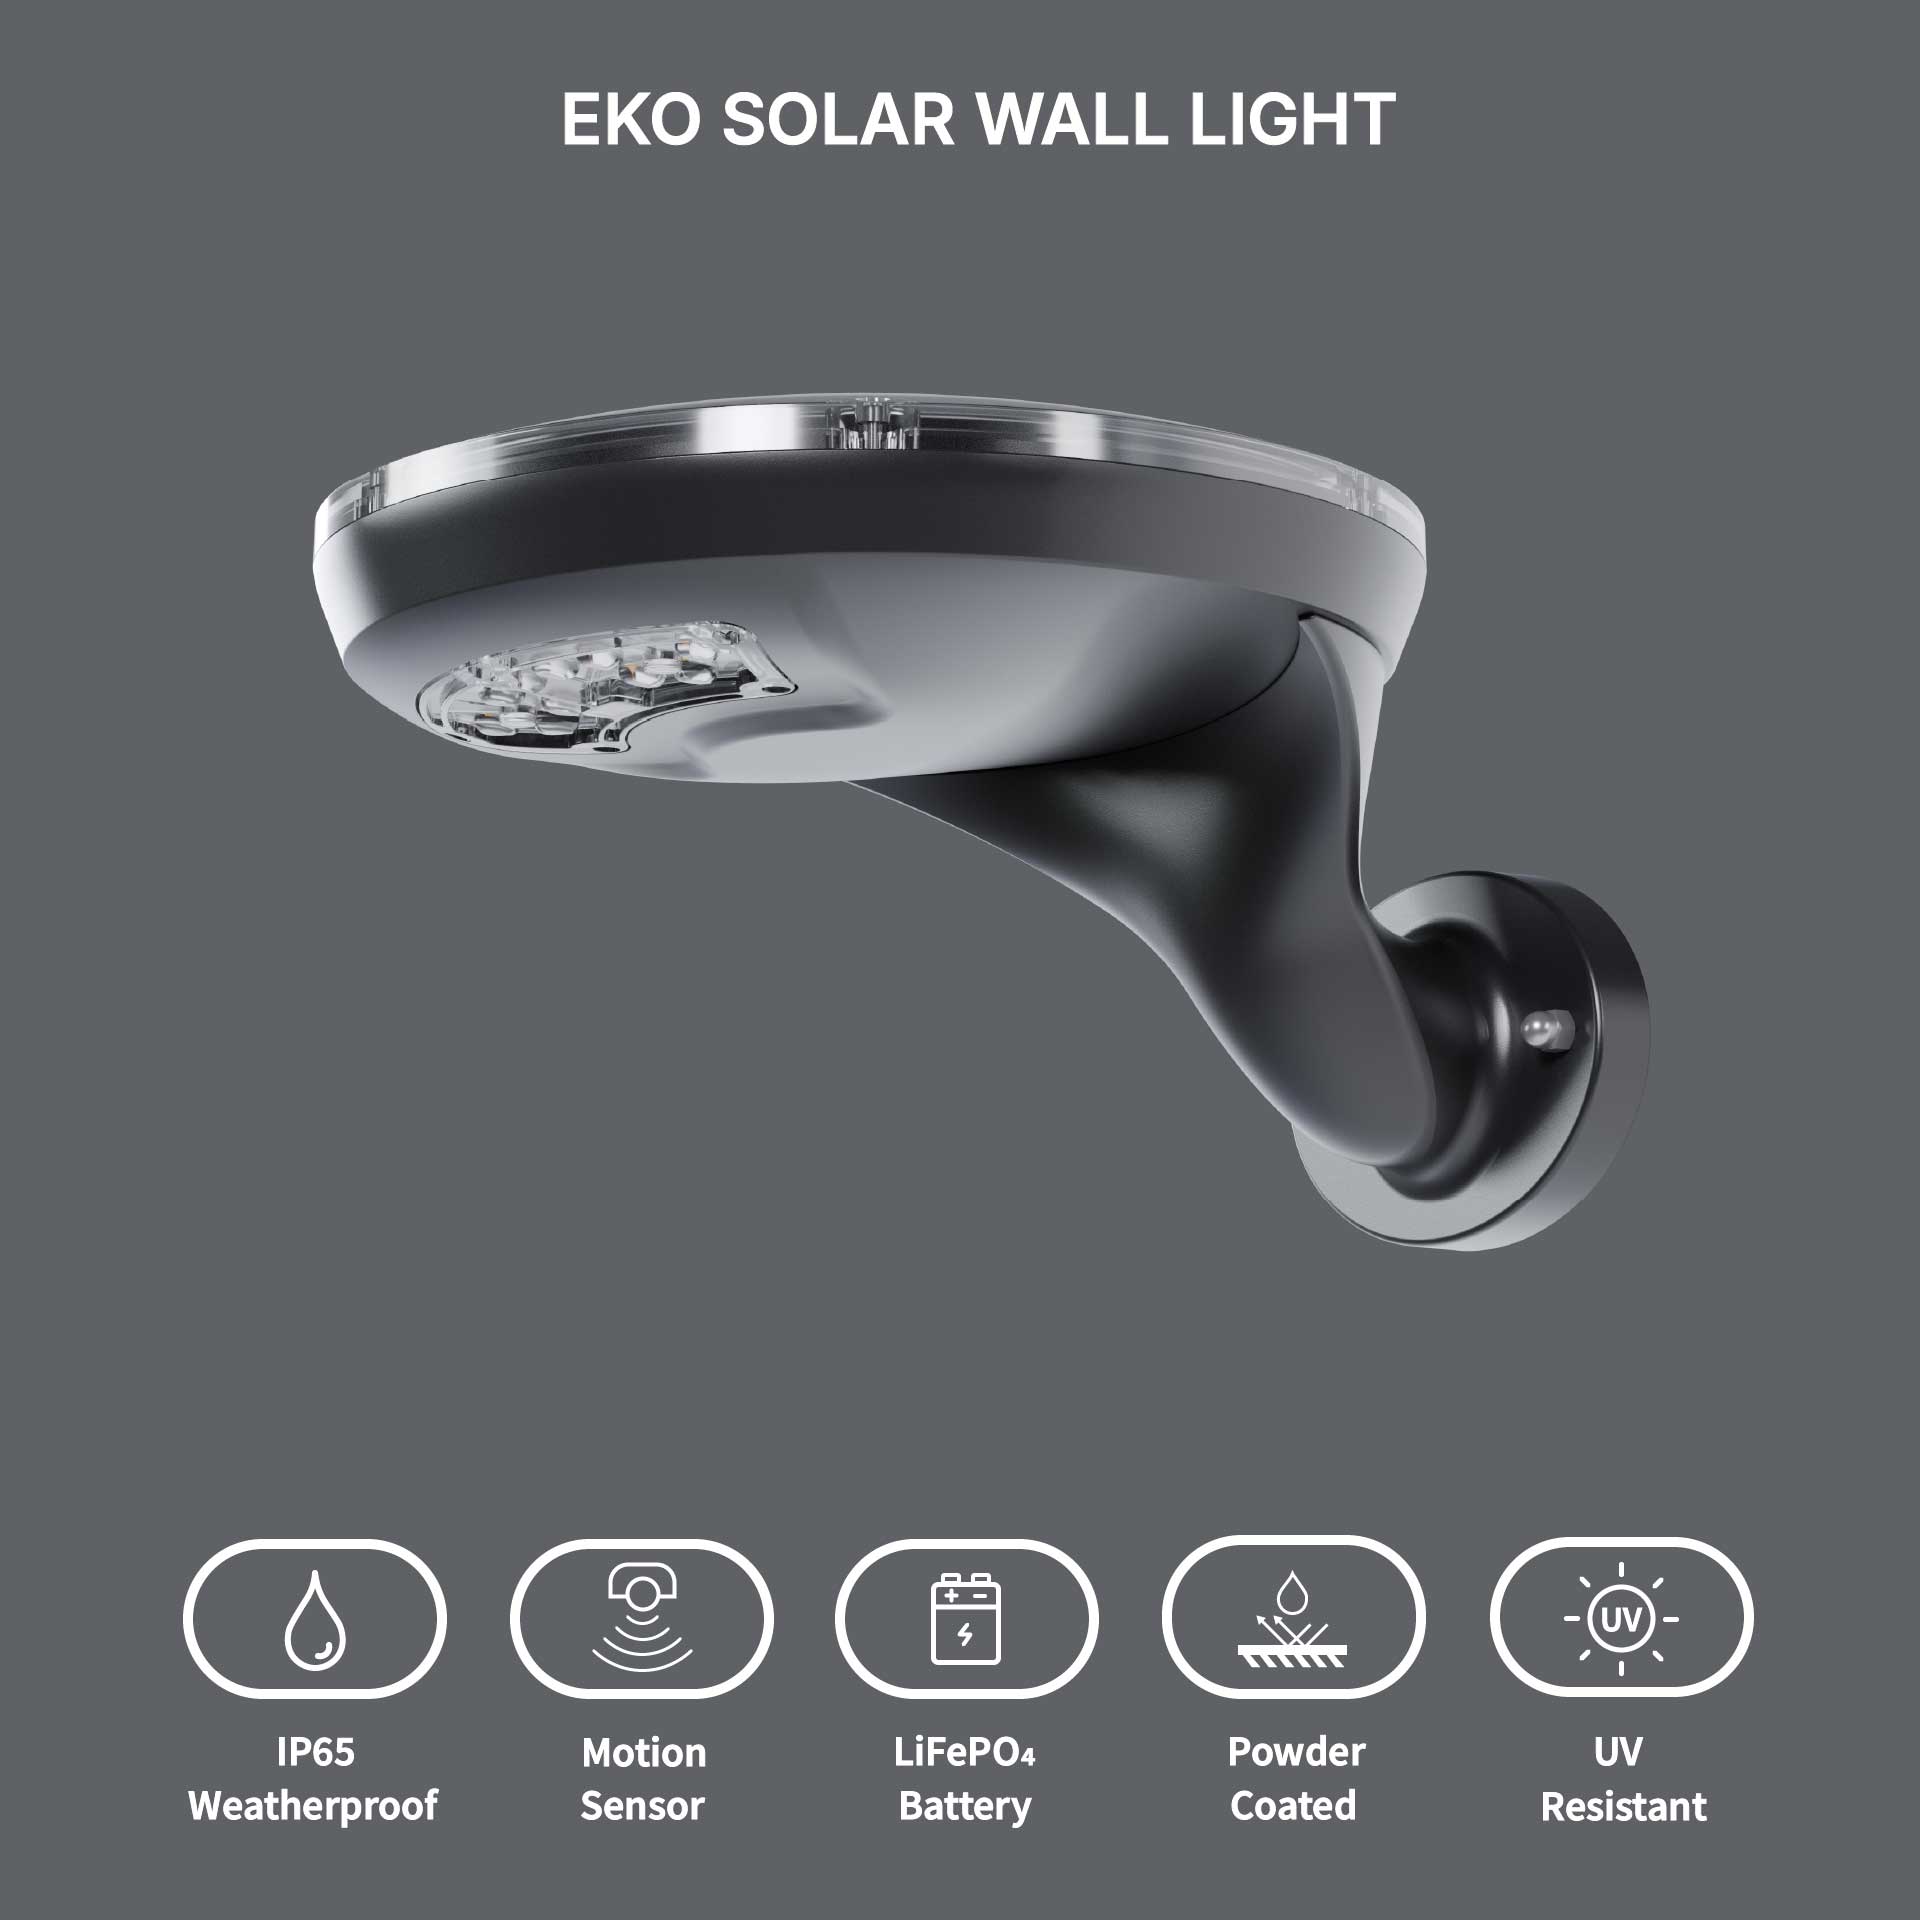 EKO SOLAR WALL LIGHT
UV
IP65
Weatherproof
Motion
Sensor
LiFePO₄
Battery
Powder
Coated
UV
Resistant